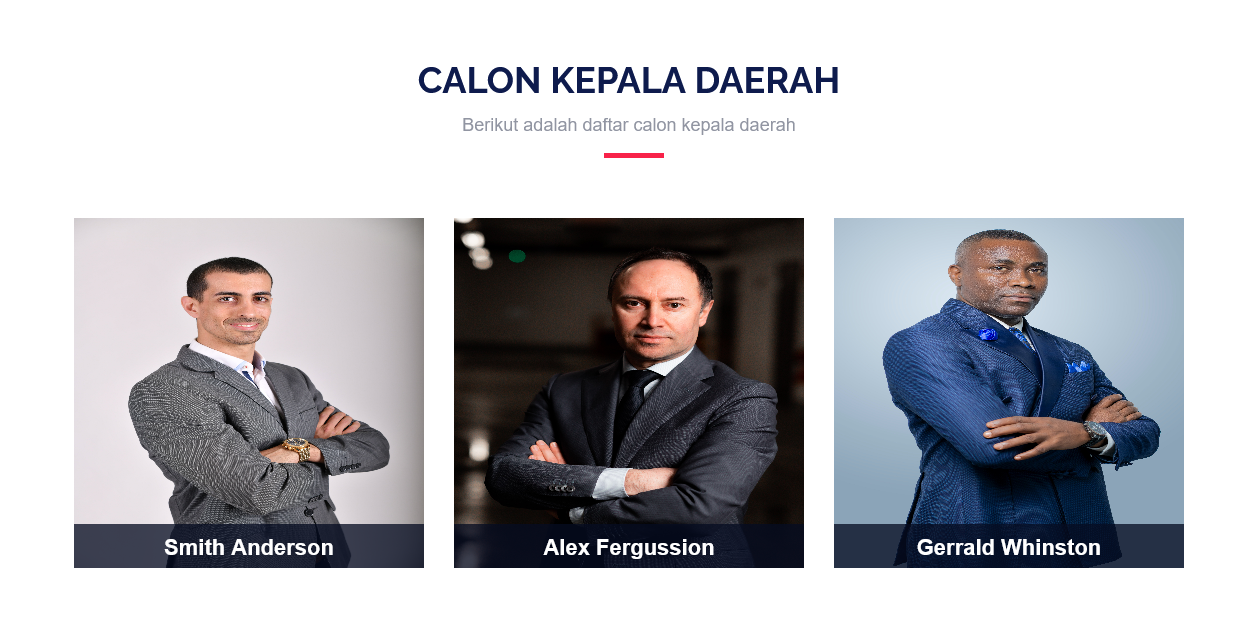 CALON KEPALA DAERAH
Berikut adalah daftar calon kepala daerah
Smith Anderson
Alex Fergussion
Gerrald Whinston